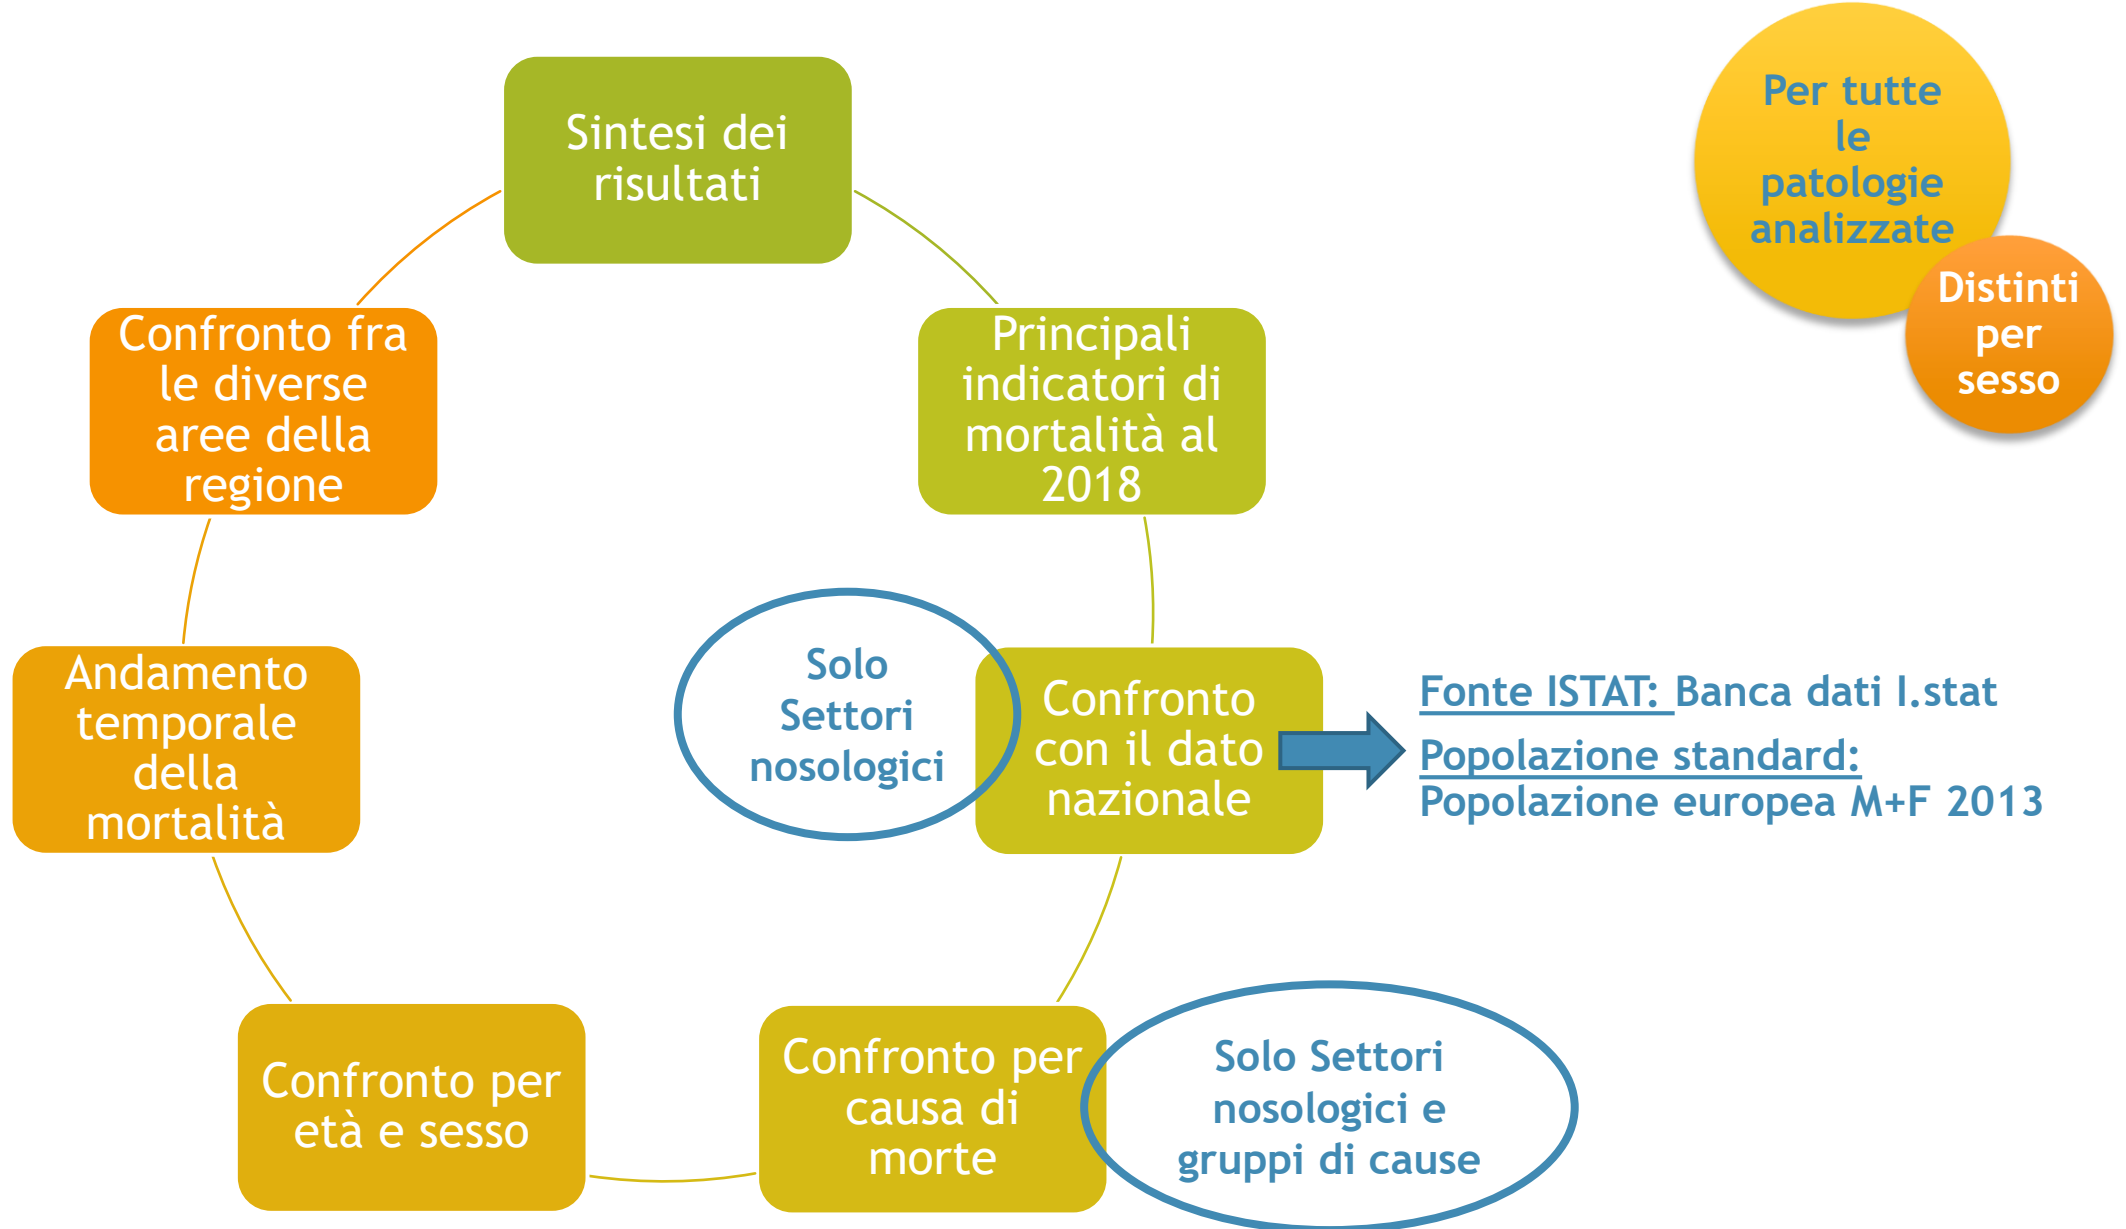 Sintesi dei
risultati
Principali
indicatori di
mortalità al
2018
Confronto
con il dato
nazionale
Solo
Settori
nosologici
Fonte ISTAT: Banca dati I.stat
Popolazione standard:
Popolazione europea M+F 2013
Confronto per
causa di
morte
Solo Settori
nosologici e
gruppi di cause
Confronto per
età e sesso
Andamento
temporale
della
mortalità
Confronto fra
le diverse
aree della
regione
Per tutte
le
patologie
analizzate
Distinti
per
sesso